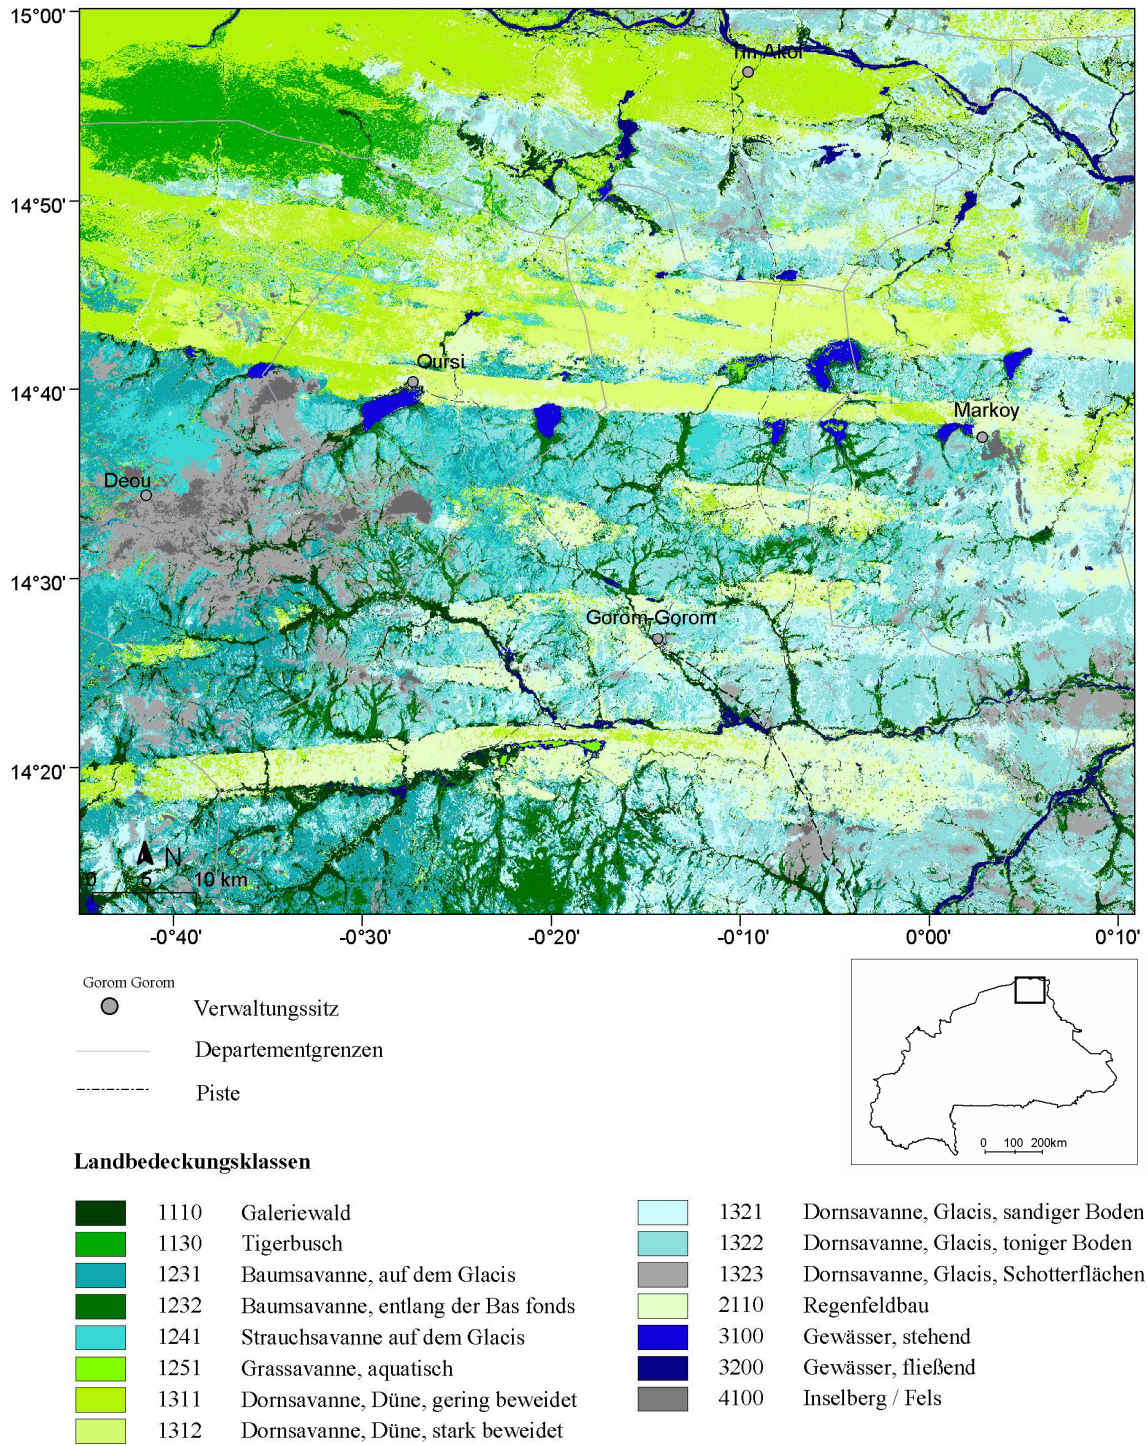 15°00'
Tin-Akof
14°50'
Oursi
14°40'
Markoy
Deou
14°30'
Gorom-Gorom
14°20'
N
0 5 10 km
-0°40' -0°30' -0°20' -0°10' 0°00' 0°10'
Gorom Gorom
Verwaltungssitz
Departementgrenzen
Piste
0 100 200km
Landbedeckungsklassen
1110 Galeriewald
1130 Tigerbusch
1231 Baumsavanne, auf dem Glacis
1232 Baumsavanne, entlang der Bas fonds
1241 Strauchsavanne auf dem Glacis
1251 Grassavanne, aquatisch
1311 Dornsavanne, Düne, gering beweidet
1312 Dornsavanne, Düne, stark beweidet
1321 Dornsavanne, Glacis, sandiger Boden
1322 Dornsavanne, Glacis, toniger Boden
1323 Dornsavanne, Glacis, Schotterflächen
2110 Regenfeldbau
3100 Gewässer, stehend
3200 Gewässer, fließend
4100 Inselberg / Fels